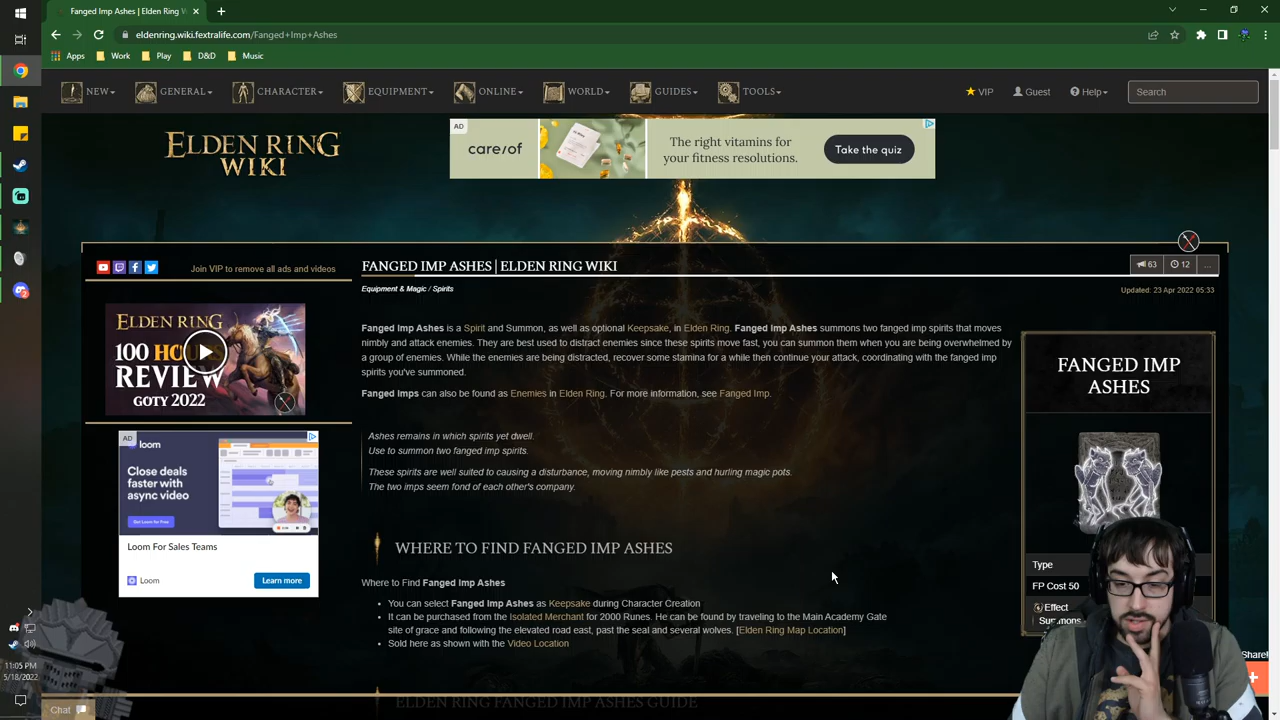 Fanged Imp Ashes | Elden Ring W
eldenring.wiki.fextralife.com/Fanged+Imp+Ashes
Apps Work Play D&D Music
NEW GENERAL CHARACTER EQUIPMENT ONLINE WORLD GUIDES TOOLS VIP Guest Help Search
ELDEN RING
WIKI
AD
care/of
The right vitamins for
your fitness resolutions.
Take the quiz
Join VIP to remove all ads and videos
FANGED IMP ASHES | ELDEN RING WIKI
63 12 ...
Equipment & Magic / Spirits
Updated: 23 Apr 2022 05:33
ELDEN RING
100 HOUR
REVIEW
GOTY 2022
Fanged Imp Ashes is a Spirit and Summon, as well as optional Keepsake, in Elden Ring. Fanged Imp Ashes summons two fanged imp spirits that moves
nimbly and attack enemies. They are best used to distract enemies since these spirits move fast, you can summon them when you are being overwhelmed by
a group of enemies. While the enemies are being distracted, recover some stamina for a while then continue your attack, coordinating with the fanged imp
spirits you've summoned.
Fanged Imps can also be found as Enemies in Elden Ring. For more information, see Fanged Imp.
Ashes remains in which spirits yet dwell.
Use to summon two fanged imp spirits.
These spirits are well suited to causing a disturbance, moving nimbly like pests and hurling magic pots.
The two imps seem fond of each other's company.
FANGED IMP
ASHES
Type
FP Cost 50
Effect
Summons
AD
loom
Close deals
faster with
async video
Get Loom for Free
Loom For Sales Teams
Loom
Learn more
WHERE TO FIND FANGED IMP ASHES
Where to Find Fanged Imp Ashes
You can select Fanged Imp Ashes as Keepsake during Character Creation
It can be purchased from the Isolated Merchant for 2000 Runes. He can be found by traveling to the Main Academy Gate
site of grace and following the elevated road east, past the seal and several wolves. [Elden Ring Map Location]
Sold here as shown with the Video Location
ELDEN RING FANGED IMP ASHES GUIDE
Share!
5/18/2022
Chat